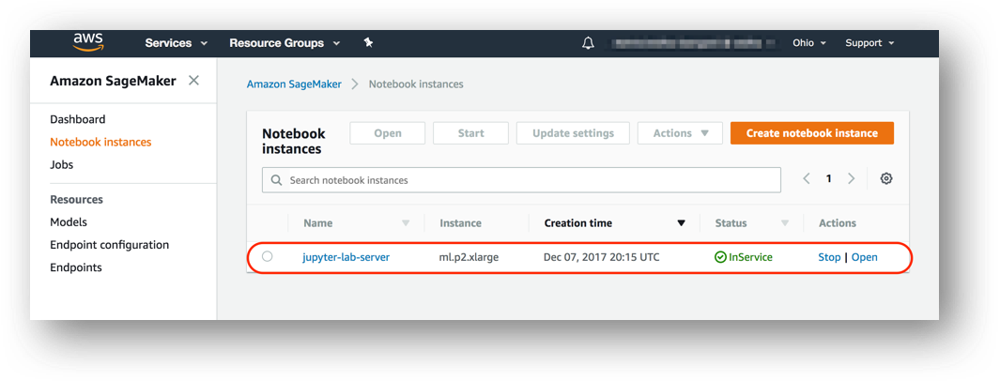 aws Services Resource Groups Ohio Support
Amazon SageMaker
Dashboard
Notebook instances
Jobs
Resources
Models
Endpoint configuration
Endpoints
Amazon SageMaker Notebook instances
Notebook
instances
Open Start Update settings Actions Create notebook instance
Search notebook instances
1
Name Instance Creation time Status Actions
jupyter-lab-server ml.p2.xlarge Dec 07, 2017 20:15 UTC InService Stop | Open